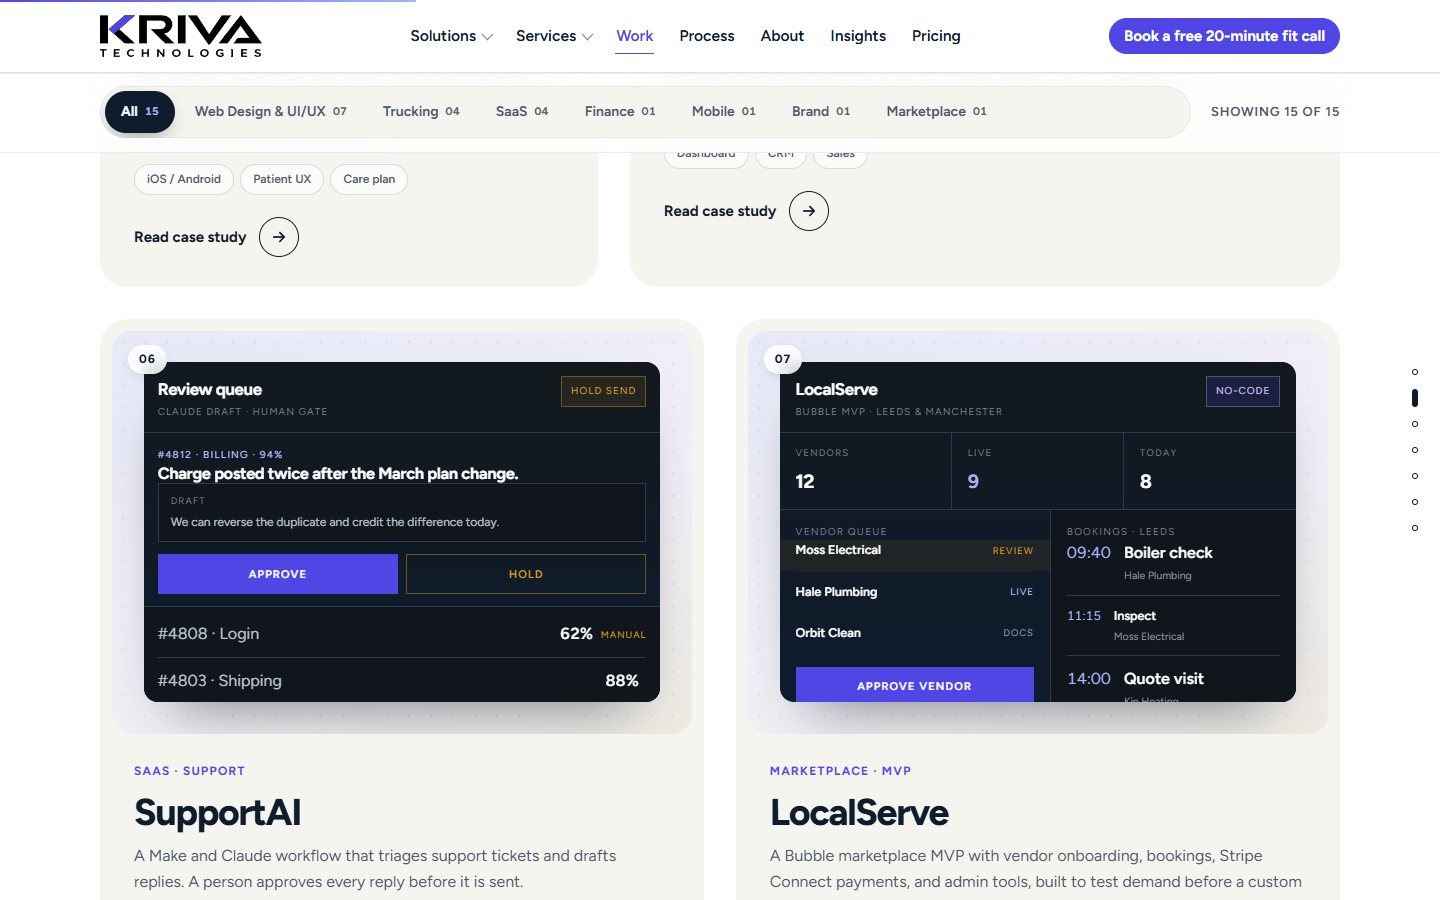 KRIVA
TECHNOLOGIES
Solutions
Services
Work
Process
About
Insights
Pricing
Book a free 20-minute fit call
All 15
Web Design & UI/UX 07
Trucking 04
SaaS 04
Finance 01
Mobile 01
Brand 01
Marketplace 01
SHOWING 15 OF 15
iOS / Android
Patient UX
Care plan
Read case study
Dashboard
CRM
Sales
Read case study
06
Review queue
HOLD SEND
CLAUDE DRAFT · HUMAN GATE
#4812 · BILLING · 94%
Charge posted twice after the March plan change.
DRAFT
We can reverse the duplicate and credit the difference today.
APPROVE
HOLD
#4808 · Login
62% MANUAL
#4803 · Shipping
88%
SAAS · SUPPORT
SupportAI
A Make and Claude workflow that triages support tickets and drafts
replies. A person approves every reply before it is sent.
07
LocalServe
NO-CODE
BUBBLE MVP · LEEDS & MANCHESTER
VENDORS
12
LIVE
9
TODAY
8
VENDOR QUEUE
Moss Electrical
REVIEW
Hale Plumbing
LIVE
Orbit Clean
DOCS
APPROVE VENDOR
BOOKINGS · LEEDS
09:40 Boiler check
Hale Plumbing
11:15 Inspect
Moss Electrical
14:00 Quote visit
Kin Heating
MARKETPLACE · MVP
LocalServe
A Bubble marketplace MVP with vendor onboarding, bookings, Stripe
Connect payments, and admin tools, built to test demand before a custom